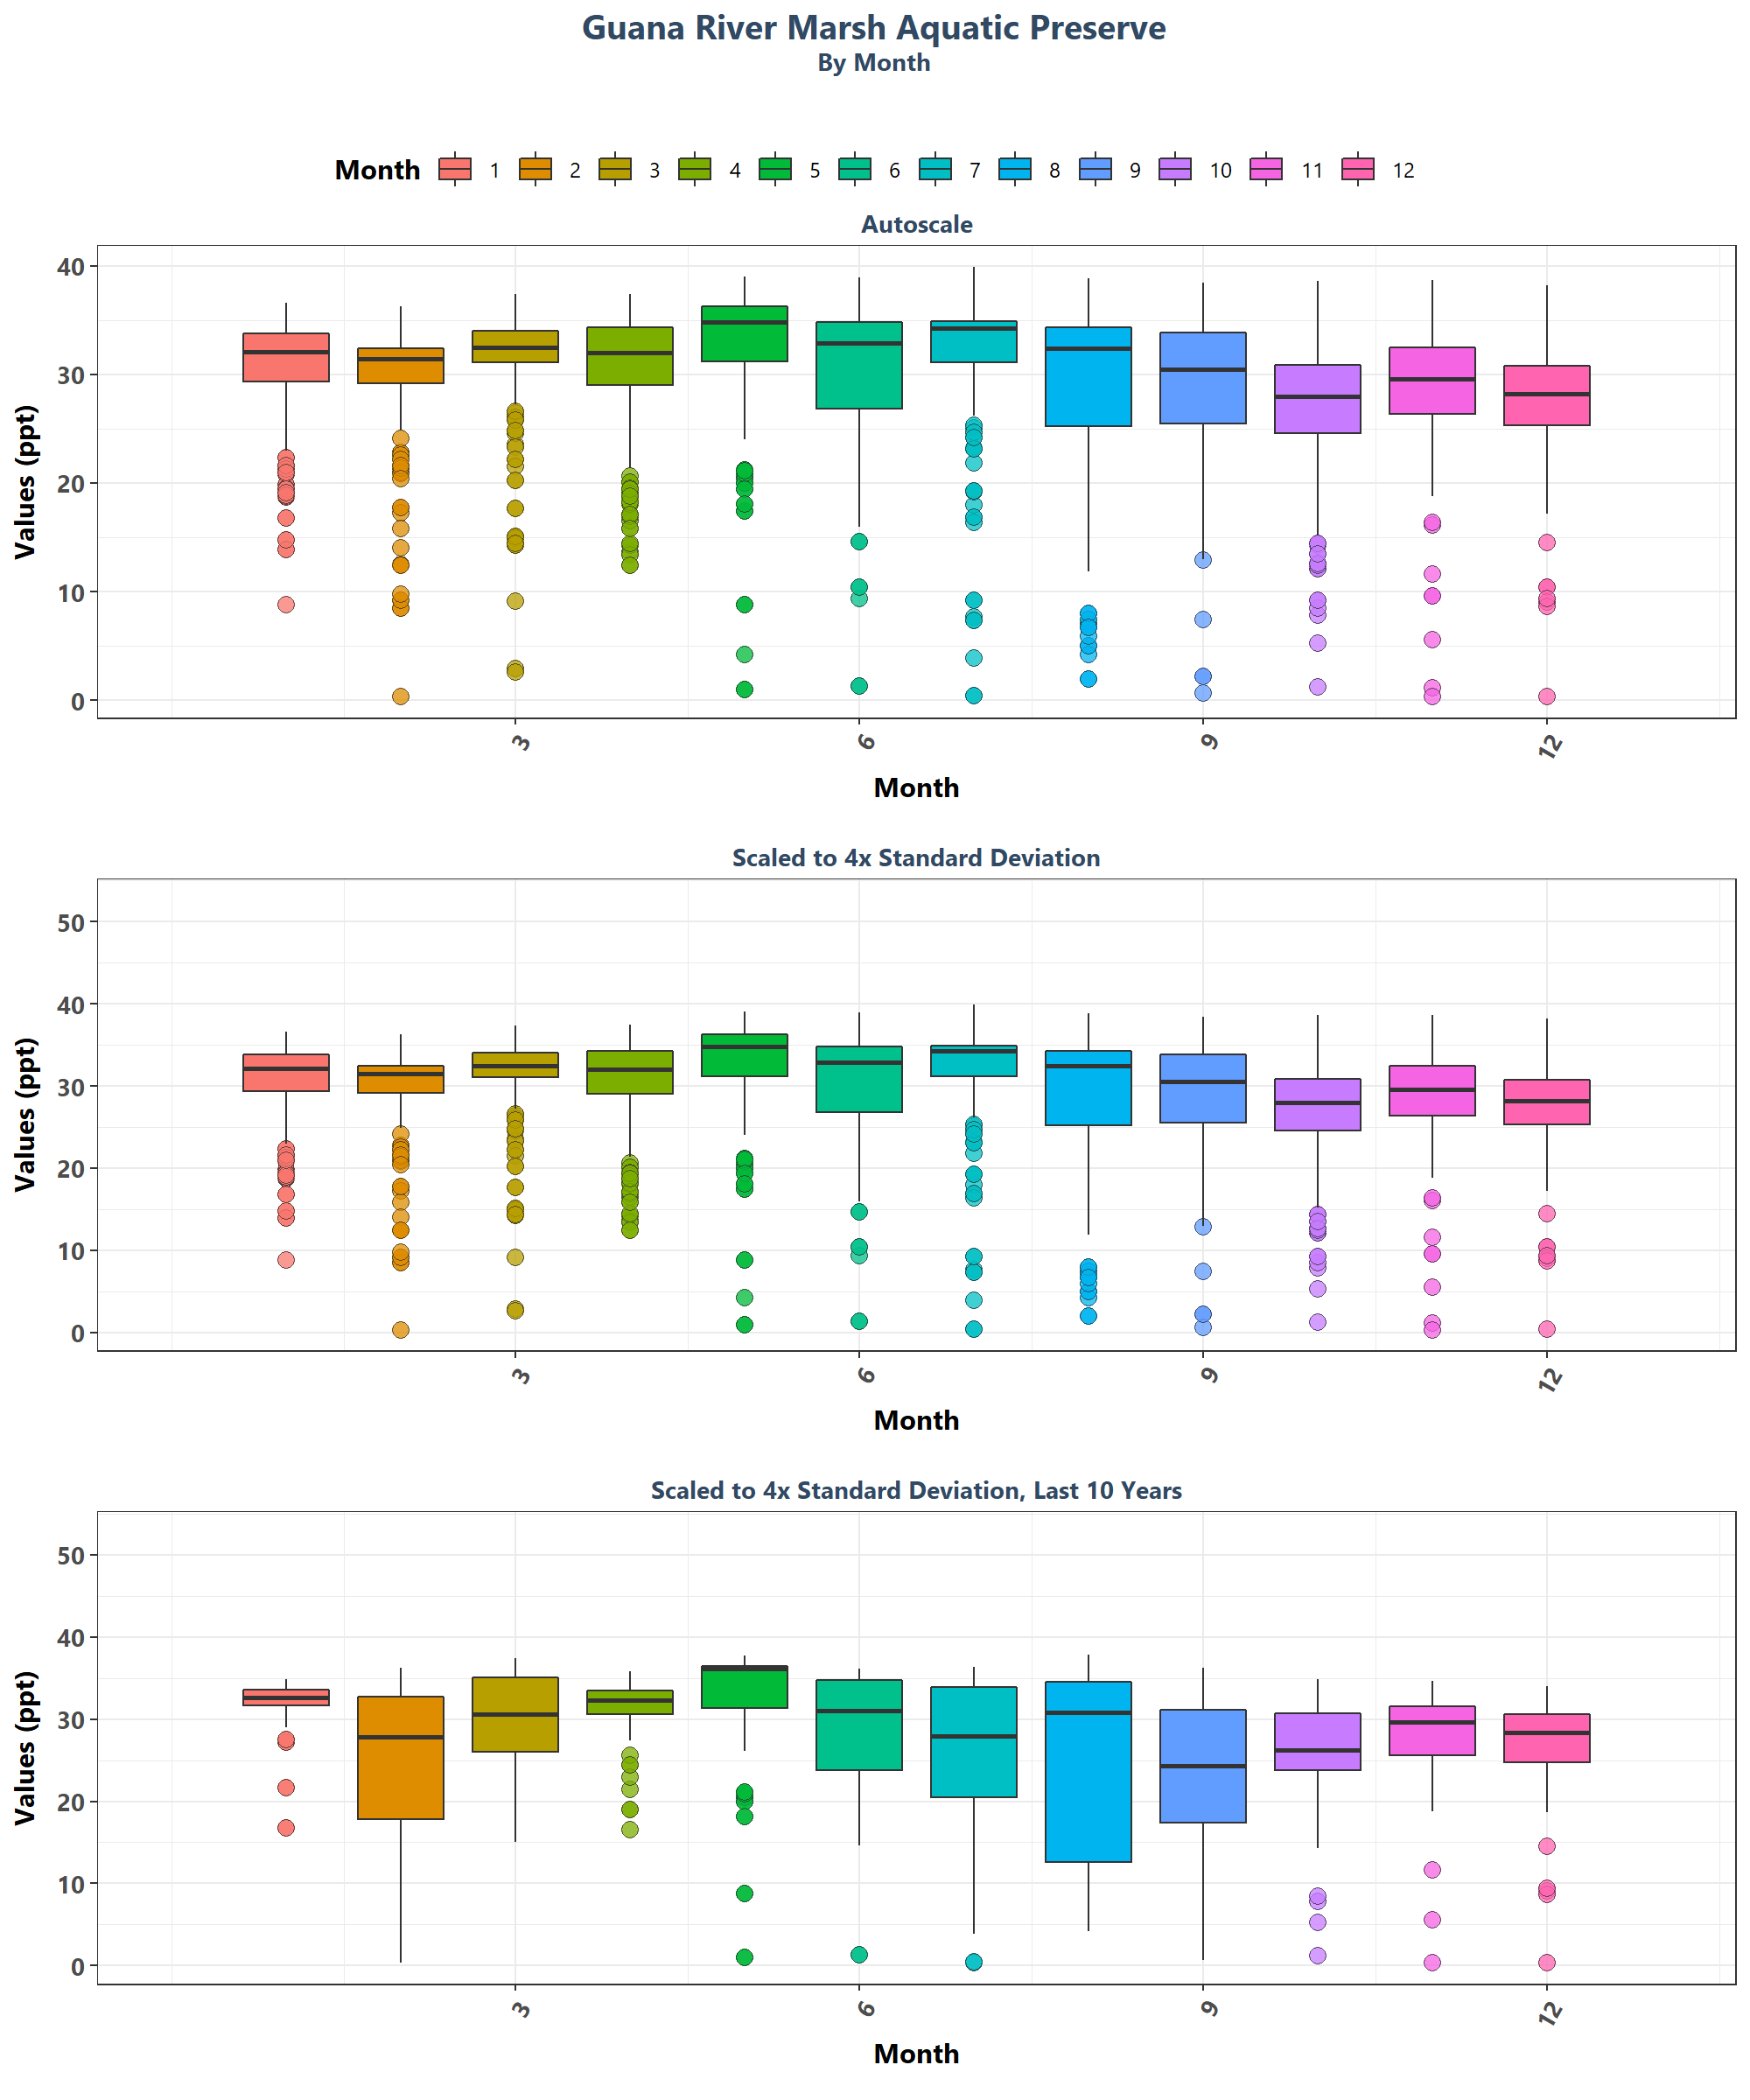 Guana River Marsh Aquatic Preserve
By Month
Month 1 2 3 4 5 6 7 8 9 10 11 12
Autoscale
Values (ppt)
40
30
20
10
0
3 6 9 12
Month
Scaled to 4x Standard Deviation
Values (ppt)
50
40
30
20
10
0
3 6 9 12
Month
Scaled to 4x Standard Deviation, Last 10 Years
Values (ppt)
50
40
30
20
10
0
3 6 9 12
Month